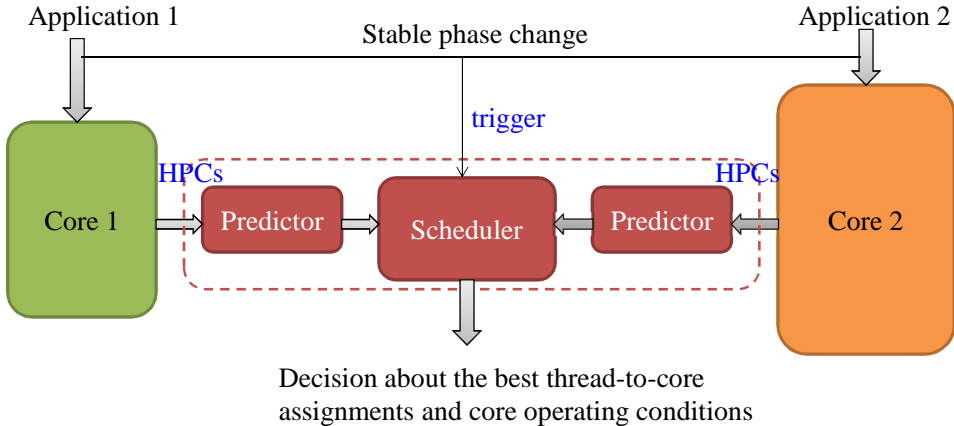 Application 1
Application 2
Stable phase change
trigger
HPCs
HPCs
Core 1
Predictor
Scheduler
Predictor
Core 2
Decision about the best thread-to-core
assignments and core operating conditions